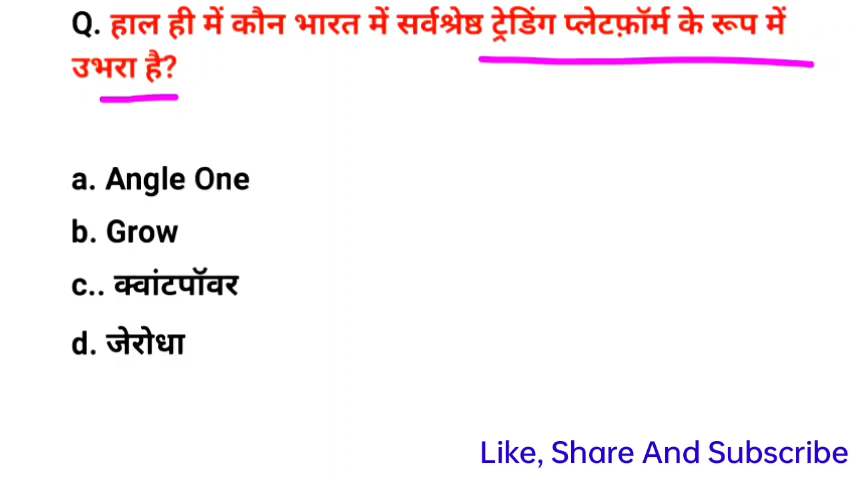 Q. हाल ही में कौन भारत में सर्वश्रेष्ठ ट्रेडिंग प्लेटफ़ॉर्म के रूप में
उभरा है?
a. Angle One
b. Grow
c.. क्वांटपॉवर
d. जेरोधा
Like, Share And Subscribe